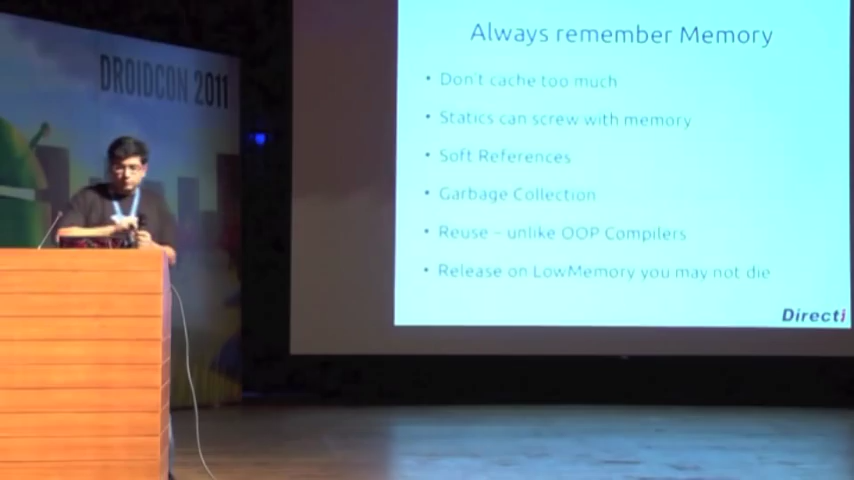 DROIDCON 2011
Always remember Memory
• Don't cache too much
• Statics can screw with memory
• Soft References
• Garbage Collection
• Reuse – unlike OOP Compilers
• Release on LowMemory you may not die
Directi